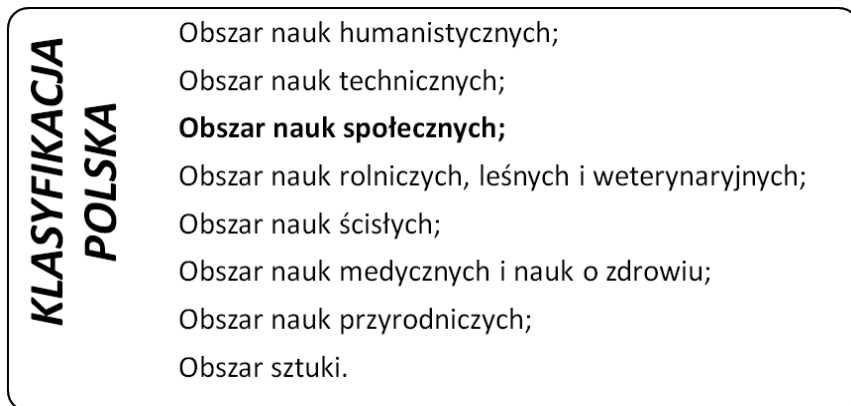 KLASYFIKACJA
POLSKA
Obszar nauk humanistycznych;
Obszar nauk technicznych;
Obszar nauk społecznych;
Obszar nauk rolniczych, leśnych i weterynaryjnych;
Obszar nauk ścisłych;
Obszar nauk medycznych i nauk o zdrowiu;
Obszar nauk przyrodniczych;
Obszar sztuki.